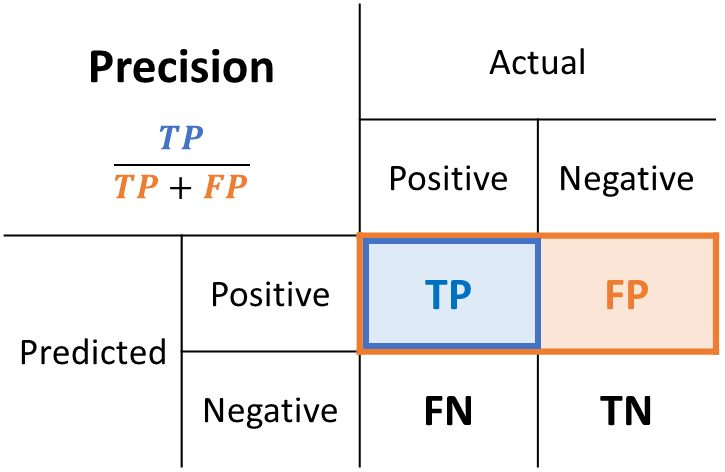 Precision
TP
TP + FP
Actual
Positive
Negative
Predicted
Positive
TP
FP
Negative
FN
TN